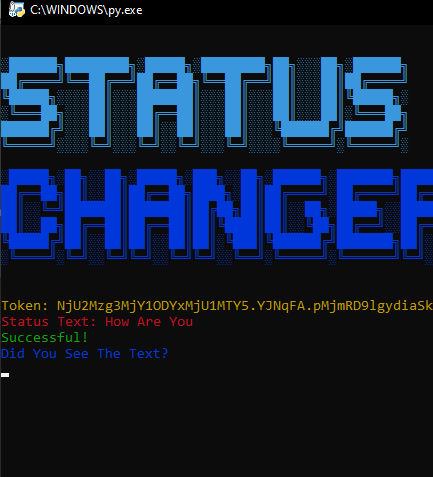 C:\WINDOWS\py.exe
STATUS
CHANGER
Token: NjU2Mzg3MjY1ODYxMjU1MTY5.YJNqFA.pMjmRD9lgydiaSk
Status Text: How Are You
Successful!
Did You See The Text?